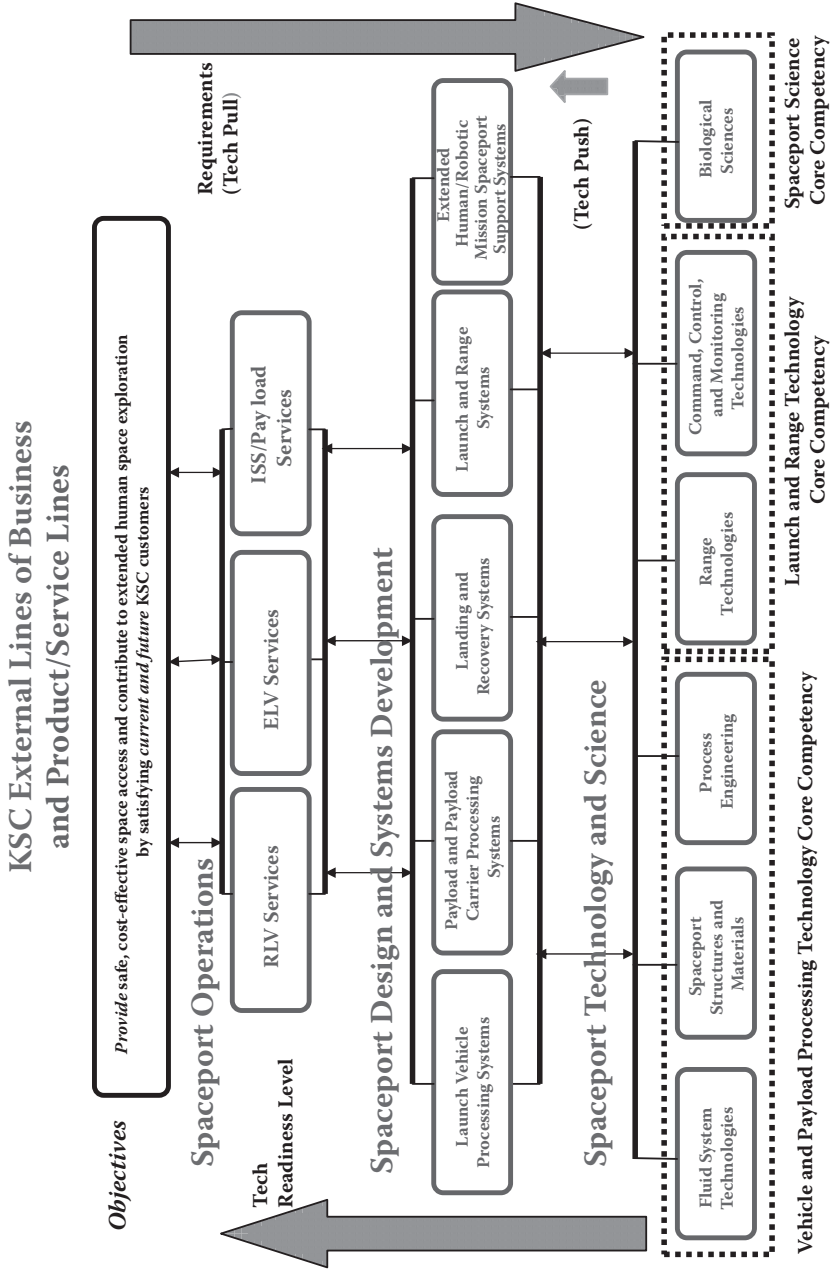 KSC External Lines of Business
and Product/Service Lines
Objectives
Provide safe, cost-effective space access and contribute to extended human space exploration
by satisfying current and future KSC customers
Requirements
(Tech Pull)
Spaceport Operations
Tech
Readiness Level
RLV Services
ELV Services
ISS/Pay load
Services
Spaceport Design and Systems Development
Launch Vehicle
Processing Systems
Payload and Payload
Carrier Processing
Systems
Landing and
Recovery Systems
Launch and Range
Systems
Extended
Human/Robotic
Mission Spaceport
Support Systems
(Tech Push)
Spaceport Technology and Science
Fluid System
Technologies
Spaceport
Structures and
Materials
Process
Engineering
Range
Technologies
Command, Control,
and Monitoring
Technologies
Biological
Sciences
Vehicle and Payload Processing Technology Core Competency
Launch and Range Technology
Core Competency
Spaceport Science
Core Competency